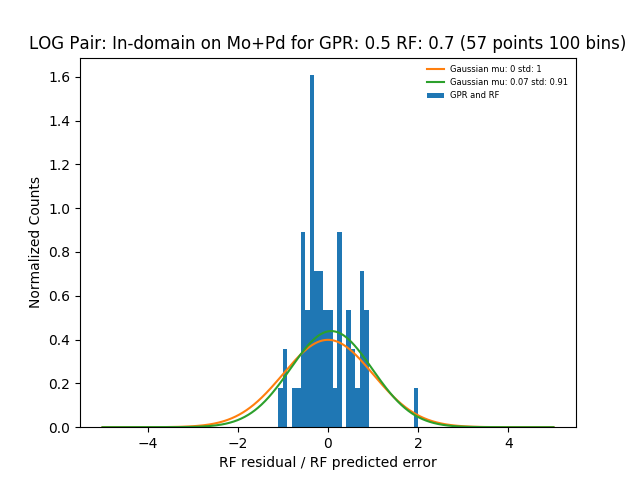 LOG Pair: In-domain on Mo+Pd for GPR: 0.5 RF: 0.7 (57 points 100 bins)
Gaussian mu: 0 std: 1
Gaussian mu: 0.07 std: 0.91
GPR and RF
Normalized Counts
1.6
1.4
1.2
1.0
0.8
0.6
0.4
0.2
0.0
−4 −2 0 2 4
RF residual / RF predicted error